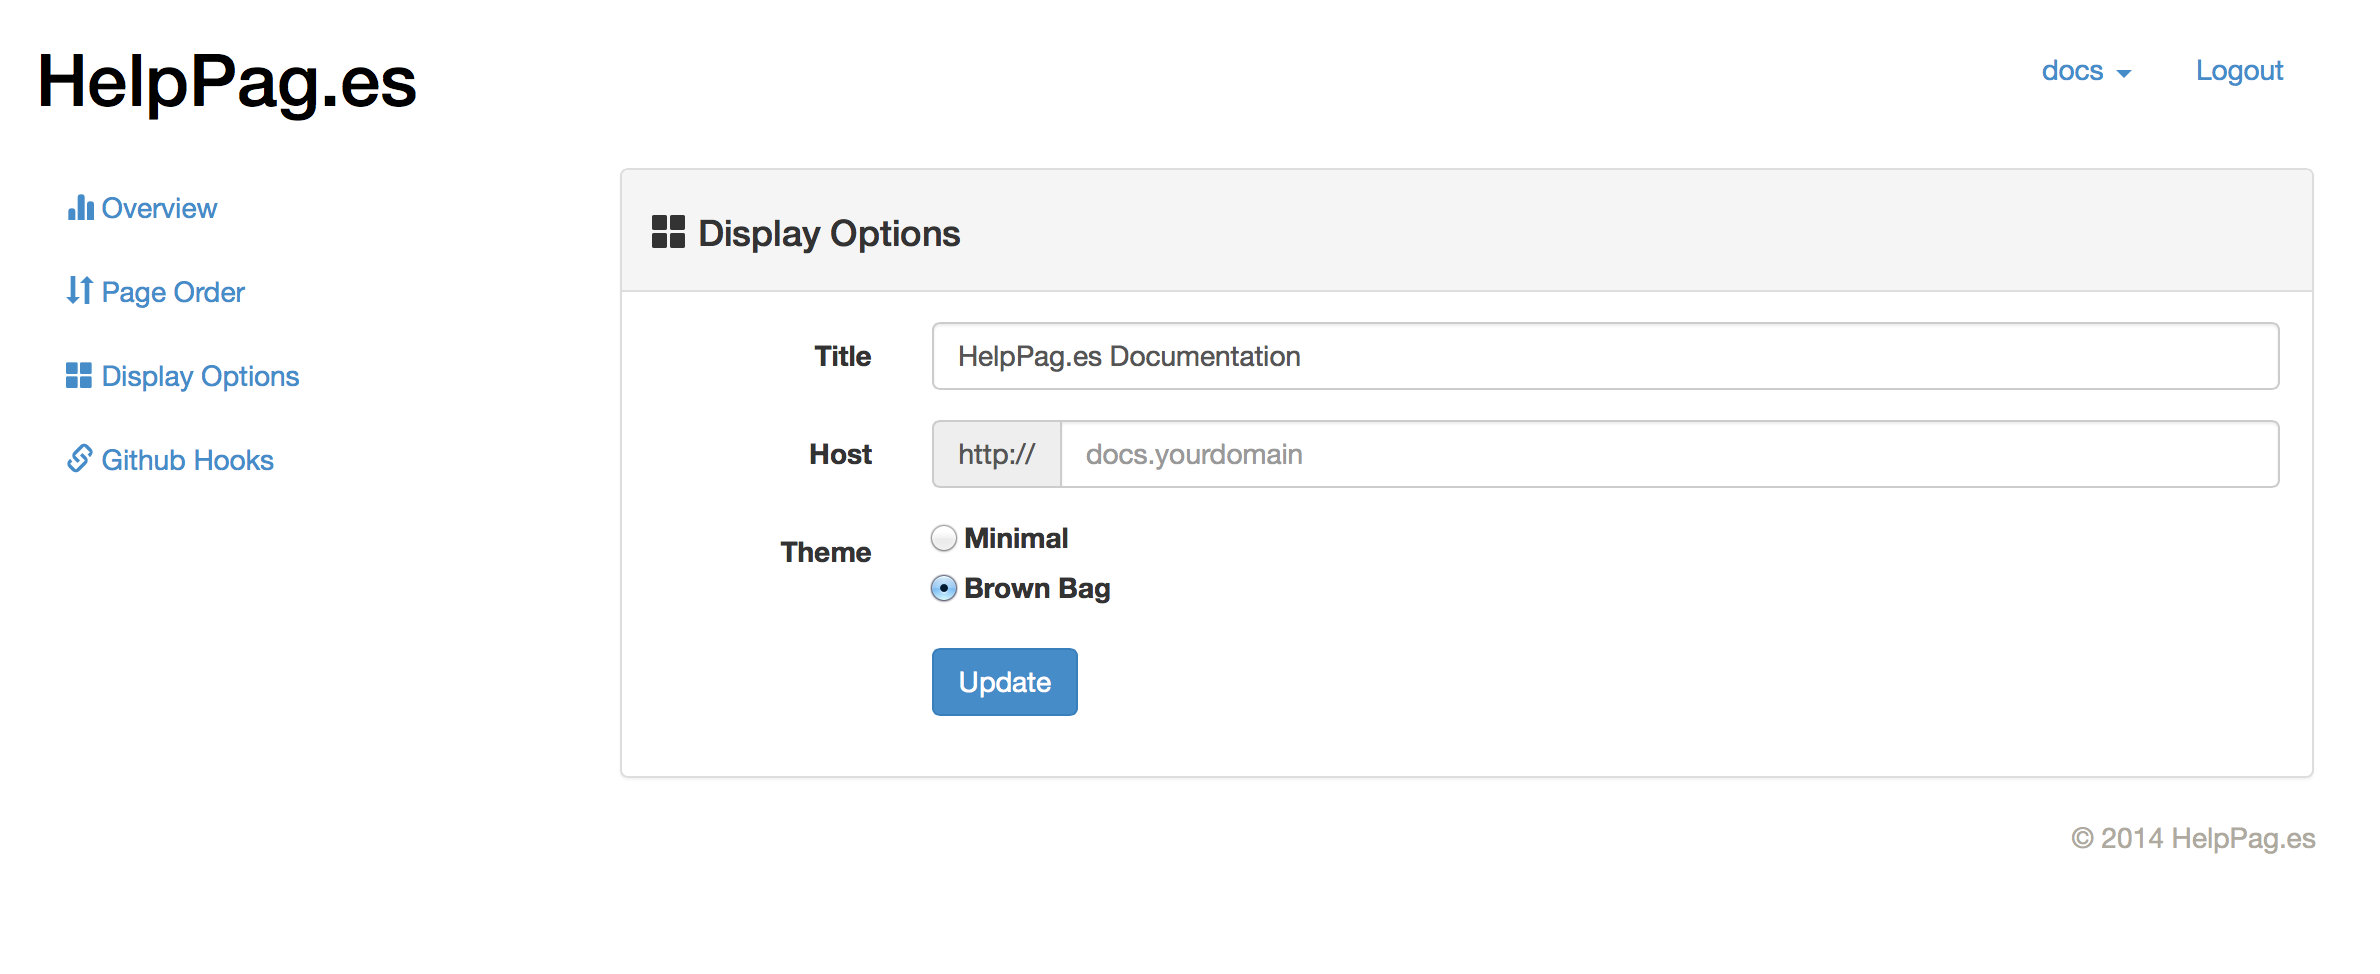 HelpPag.es
docs
Logout
Overview
Page Order
Display Options
Github Hooks
Display Options
Title
HelpPag.es Documentation
Host
http://
docs.yourdomain
Theme
Minimal
Brown Bag
Update
© 2014 HelpPag.es